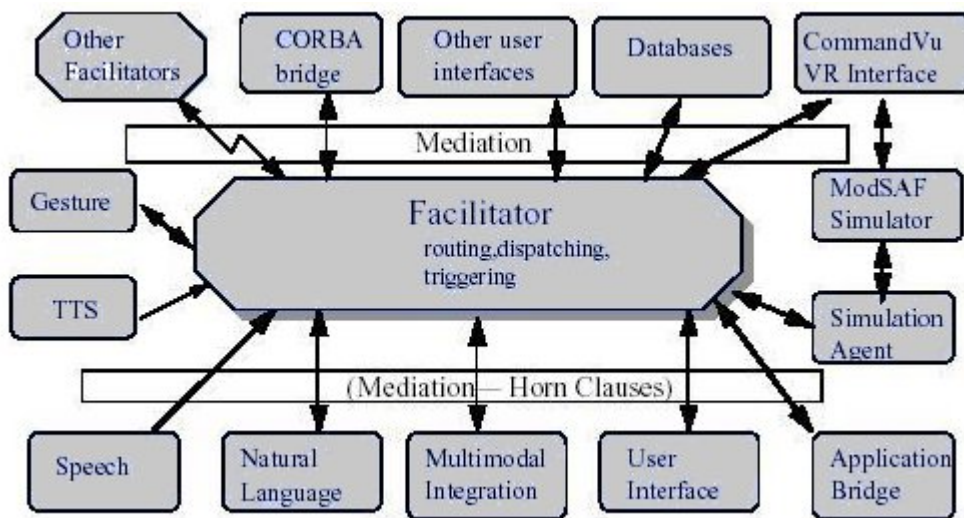 Other
Facilitators
CORBA
bridge
Other user
interfaces
Databases
CommandVu
VR Interface
Mediation
Gesture
Facilitator
routing,dispatching,
triggering
ModSAF
Simulator
TTS
Simulation
Agent
(Mediation— Horn Clauses)
Speech
Natural
Language
Multimodal
Integration
User
Interface
Application
Bridge